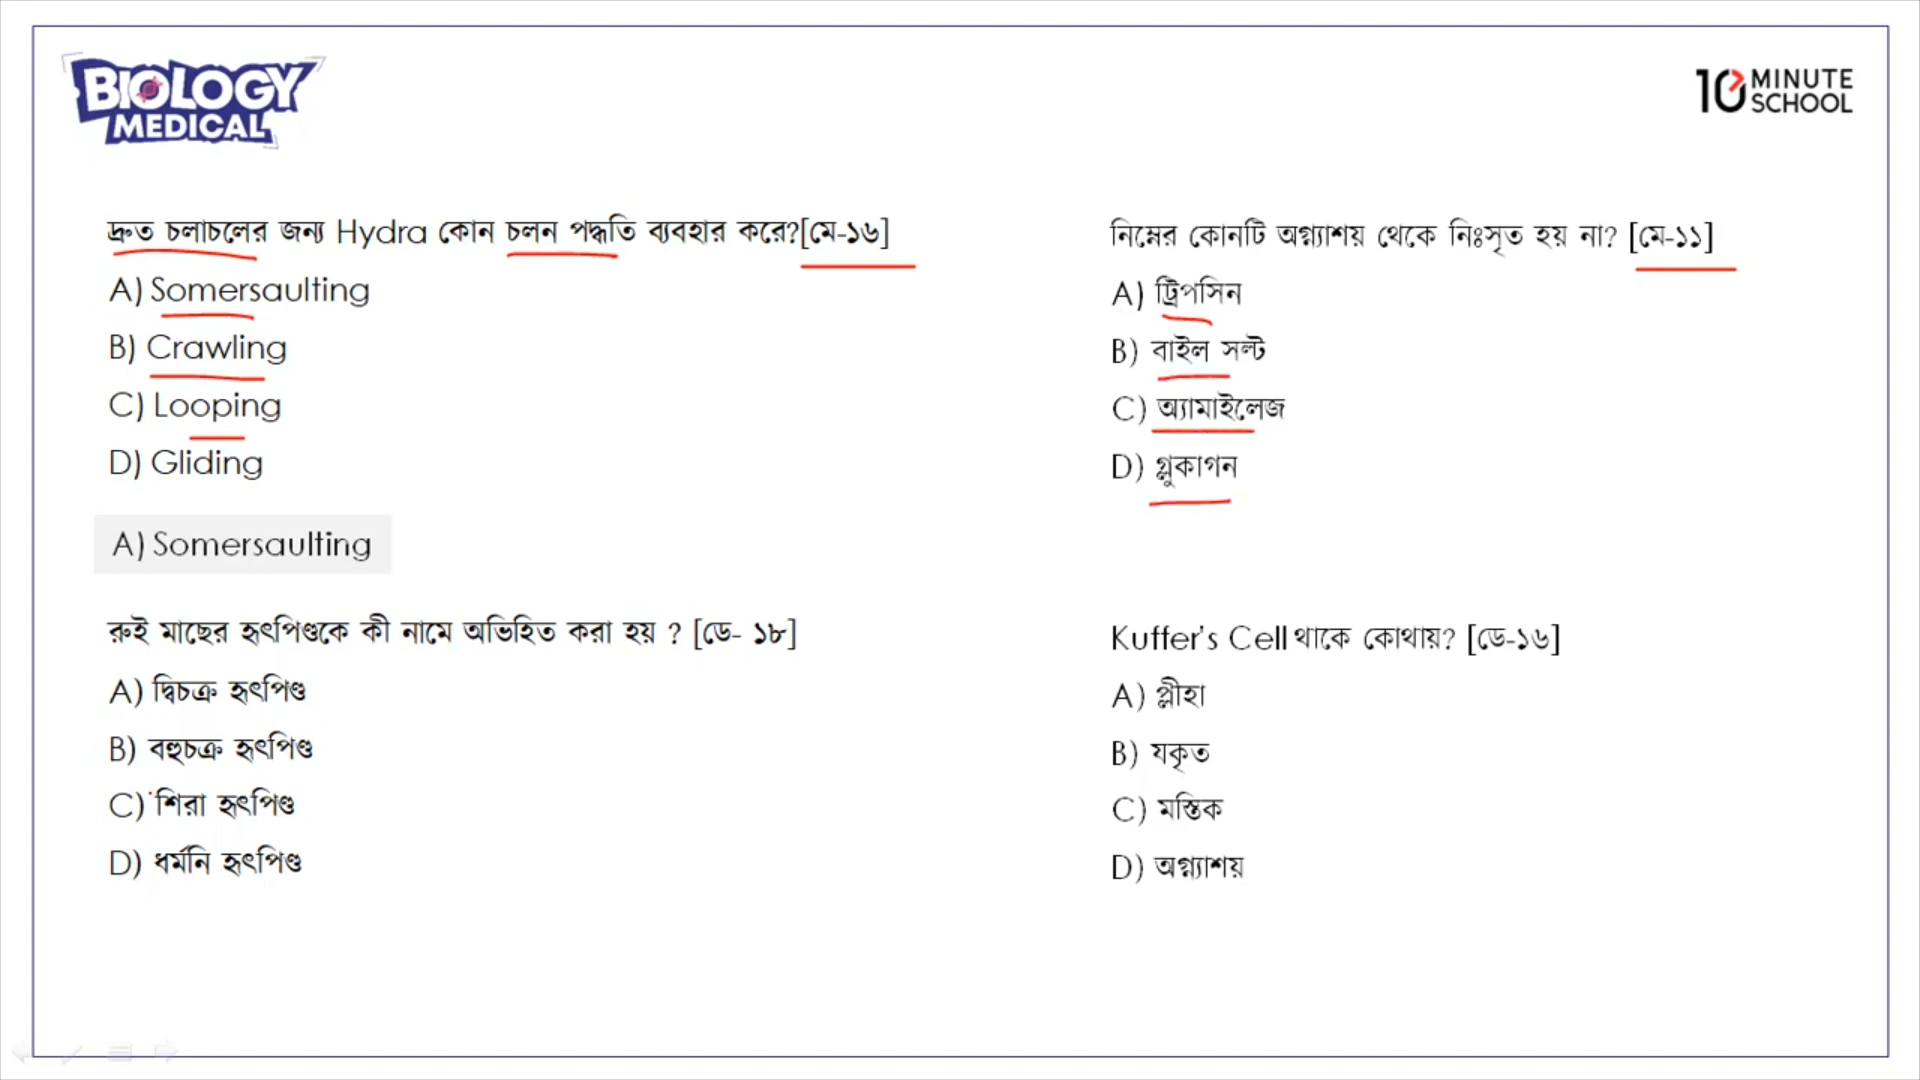 BIOLOGY
MEDICAL
10 MINUTE
SCHOOL
দ্রুত চলাচলের জন্য Hydra কোন চলন পদ্ধতি ব্যবহার করে?[মে-১৬]
A) Somersaulting
B) Crawling
C) Looping
D) Gliding
A) Somersaulting
রুই মাছের হৃৎপিণ্ডকে কী নামে অভিহিত করা হয় ? [ডে- ১৮]
A) দ্বিচক্র হৃৎপিণ্ড
B) বহুচক্র হৃৎপিণ্ড
C) শিরা হৃৎপিণ্ড
D) ধর্মনি হৃৎপিণ্ড
নিম্নের কোনটি অগ্ন্যাশয় থেকে নিঃসৃত হয় না? [মে-১১]
A) ট্রিপসিন
B) বাইল সল্ট
C) অ্যামাইলেজ
D) গ্লুকাগন
Kuffer's Cell থাকে কোথায়? [ডে-১৬]
A) প্লীহা
B) যকৃত
C) মস্তিক
D) অগ্ন্যাশয়